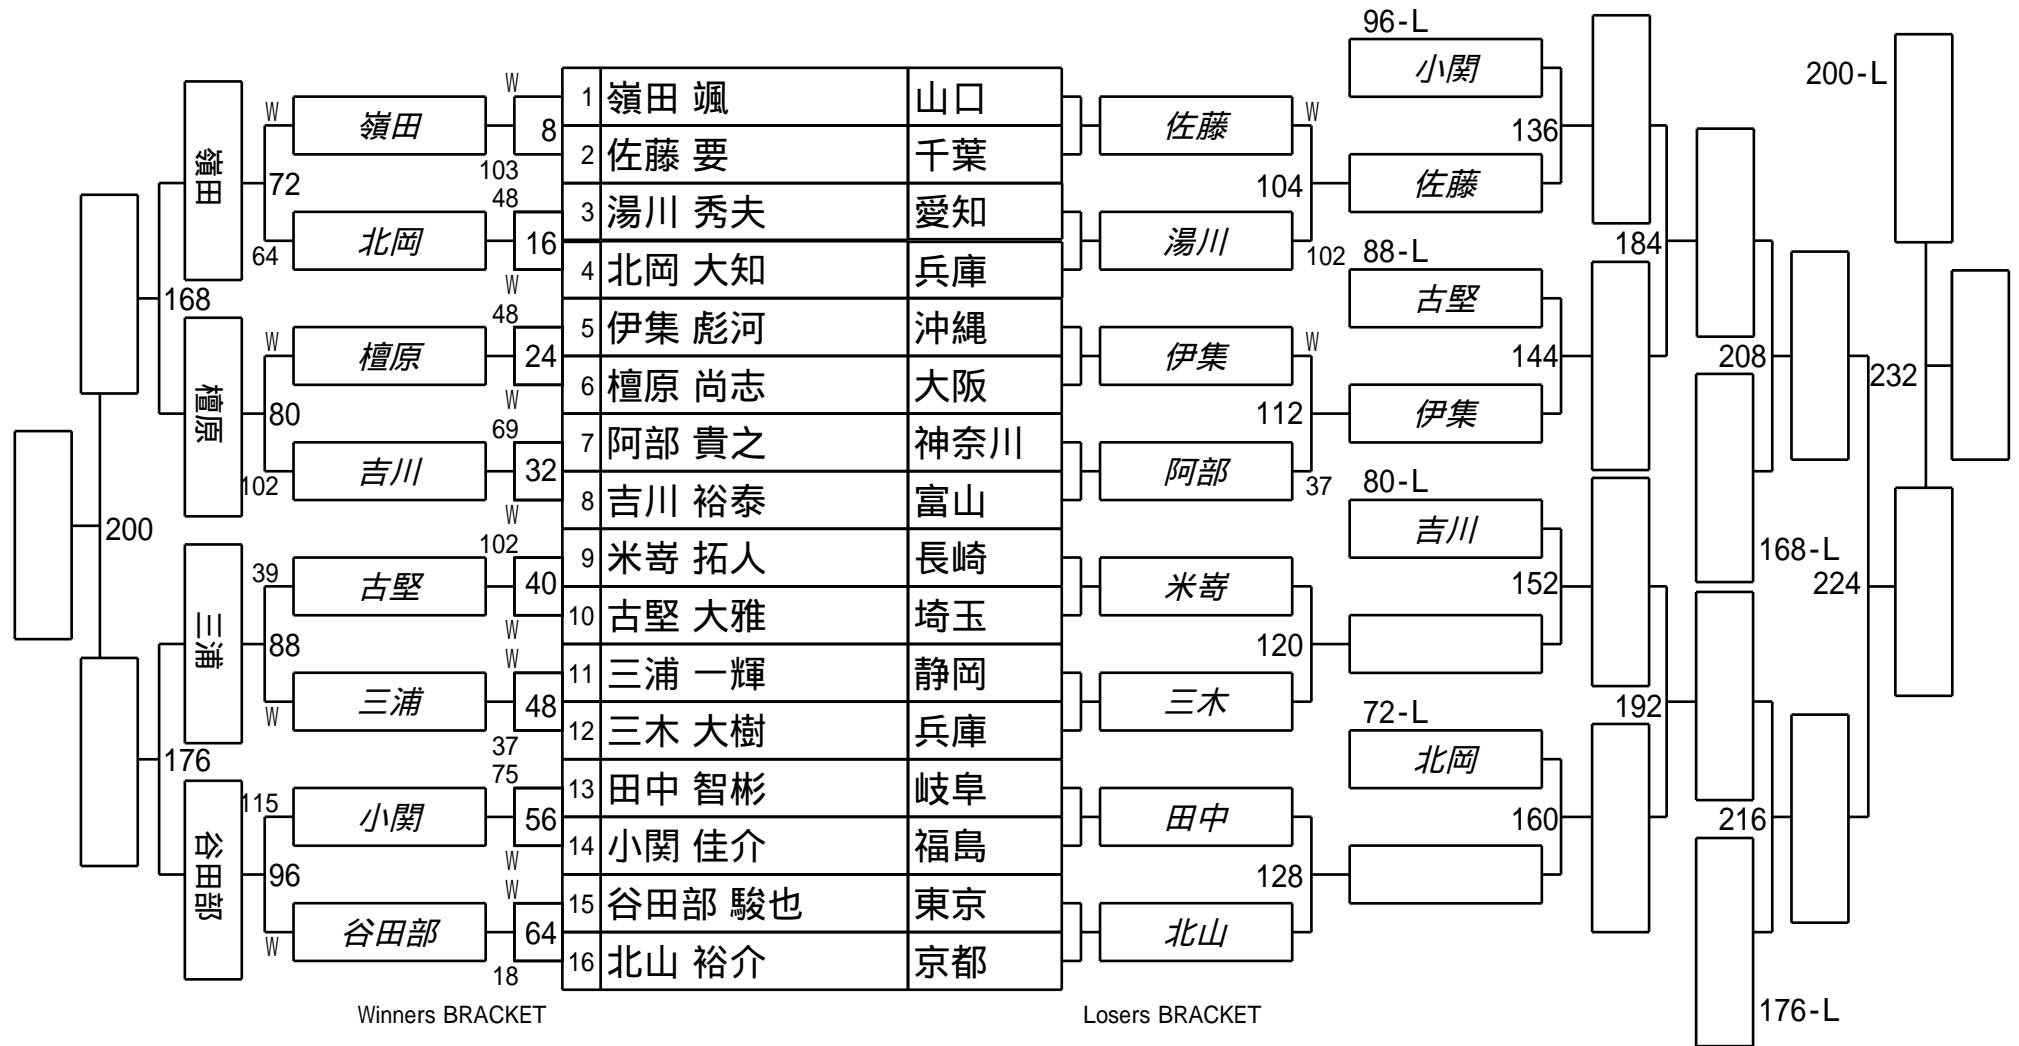 96-L
小関
200-L
W
1 嶺田 颯 山口
W
嶺田
8
佐藤
W
136
2 佐藤 要 千葉
嶺田
72
103
104
佐藤
48
3 湯川 秀夫 愛知
64
北岡
16
湯川
102
88-L
184
4 北岡 大知 兵庫
W
168
48
5 伊集 彪河 沖縄
古堅
W
檀原
24
伊集
W
144
208
232
6 檀原 尚志 大阪
W
檀原
80
112
伊集
69
7 阿部 貴之 神奈川
102
吉川
32
阿部
37
80-L
8 吉川 裕泰 富山
W
200
吉川
168-L
102
9 米嵜 拓人 長崎
39
古堅
40
米嵜
152
224
10 古堅 大雅 埼玉
W
三浦
88
120
W
11 三浦 一輝 静岡
W
三浦
48
三木
72-L
192
12 三木 大樹 兵庫
37
176
北岡
75
13 田中 智彬 岐阜
115
小関
56
田中
160
216
14 小関 佳介 福島
W
谷田部
96
128
W
15 谷田部 駿也 東京
W
谷田部
64
北山
16 北山 裕介 京都
18
Winners BRACKET
Losers BRACKET
176-L